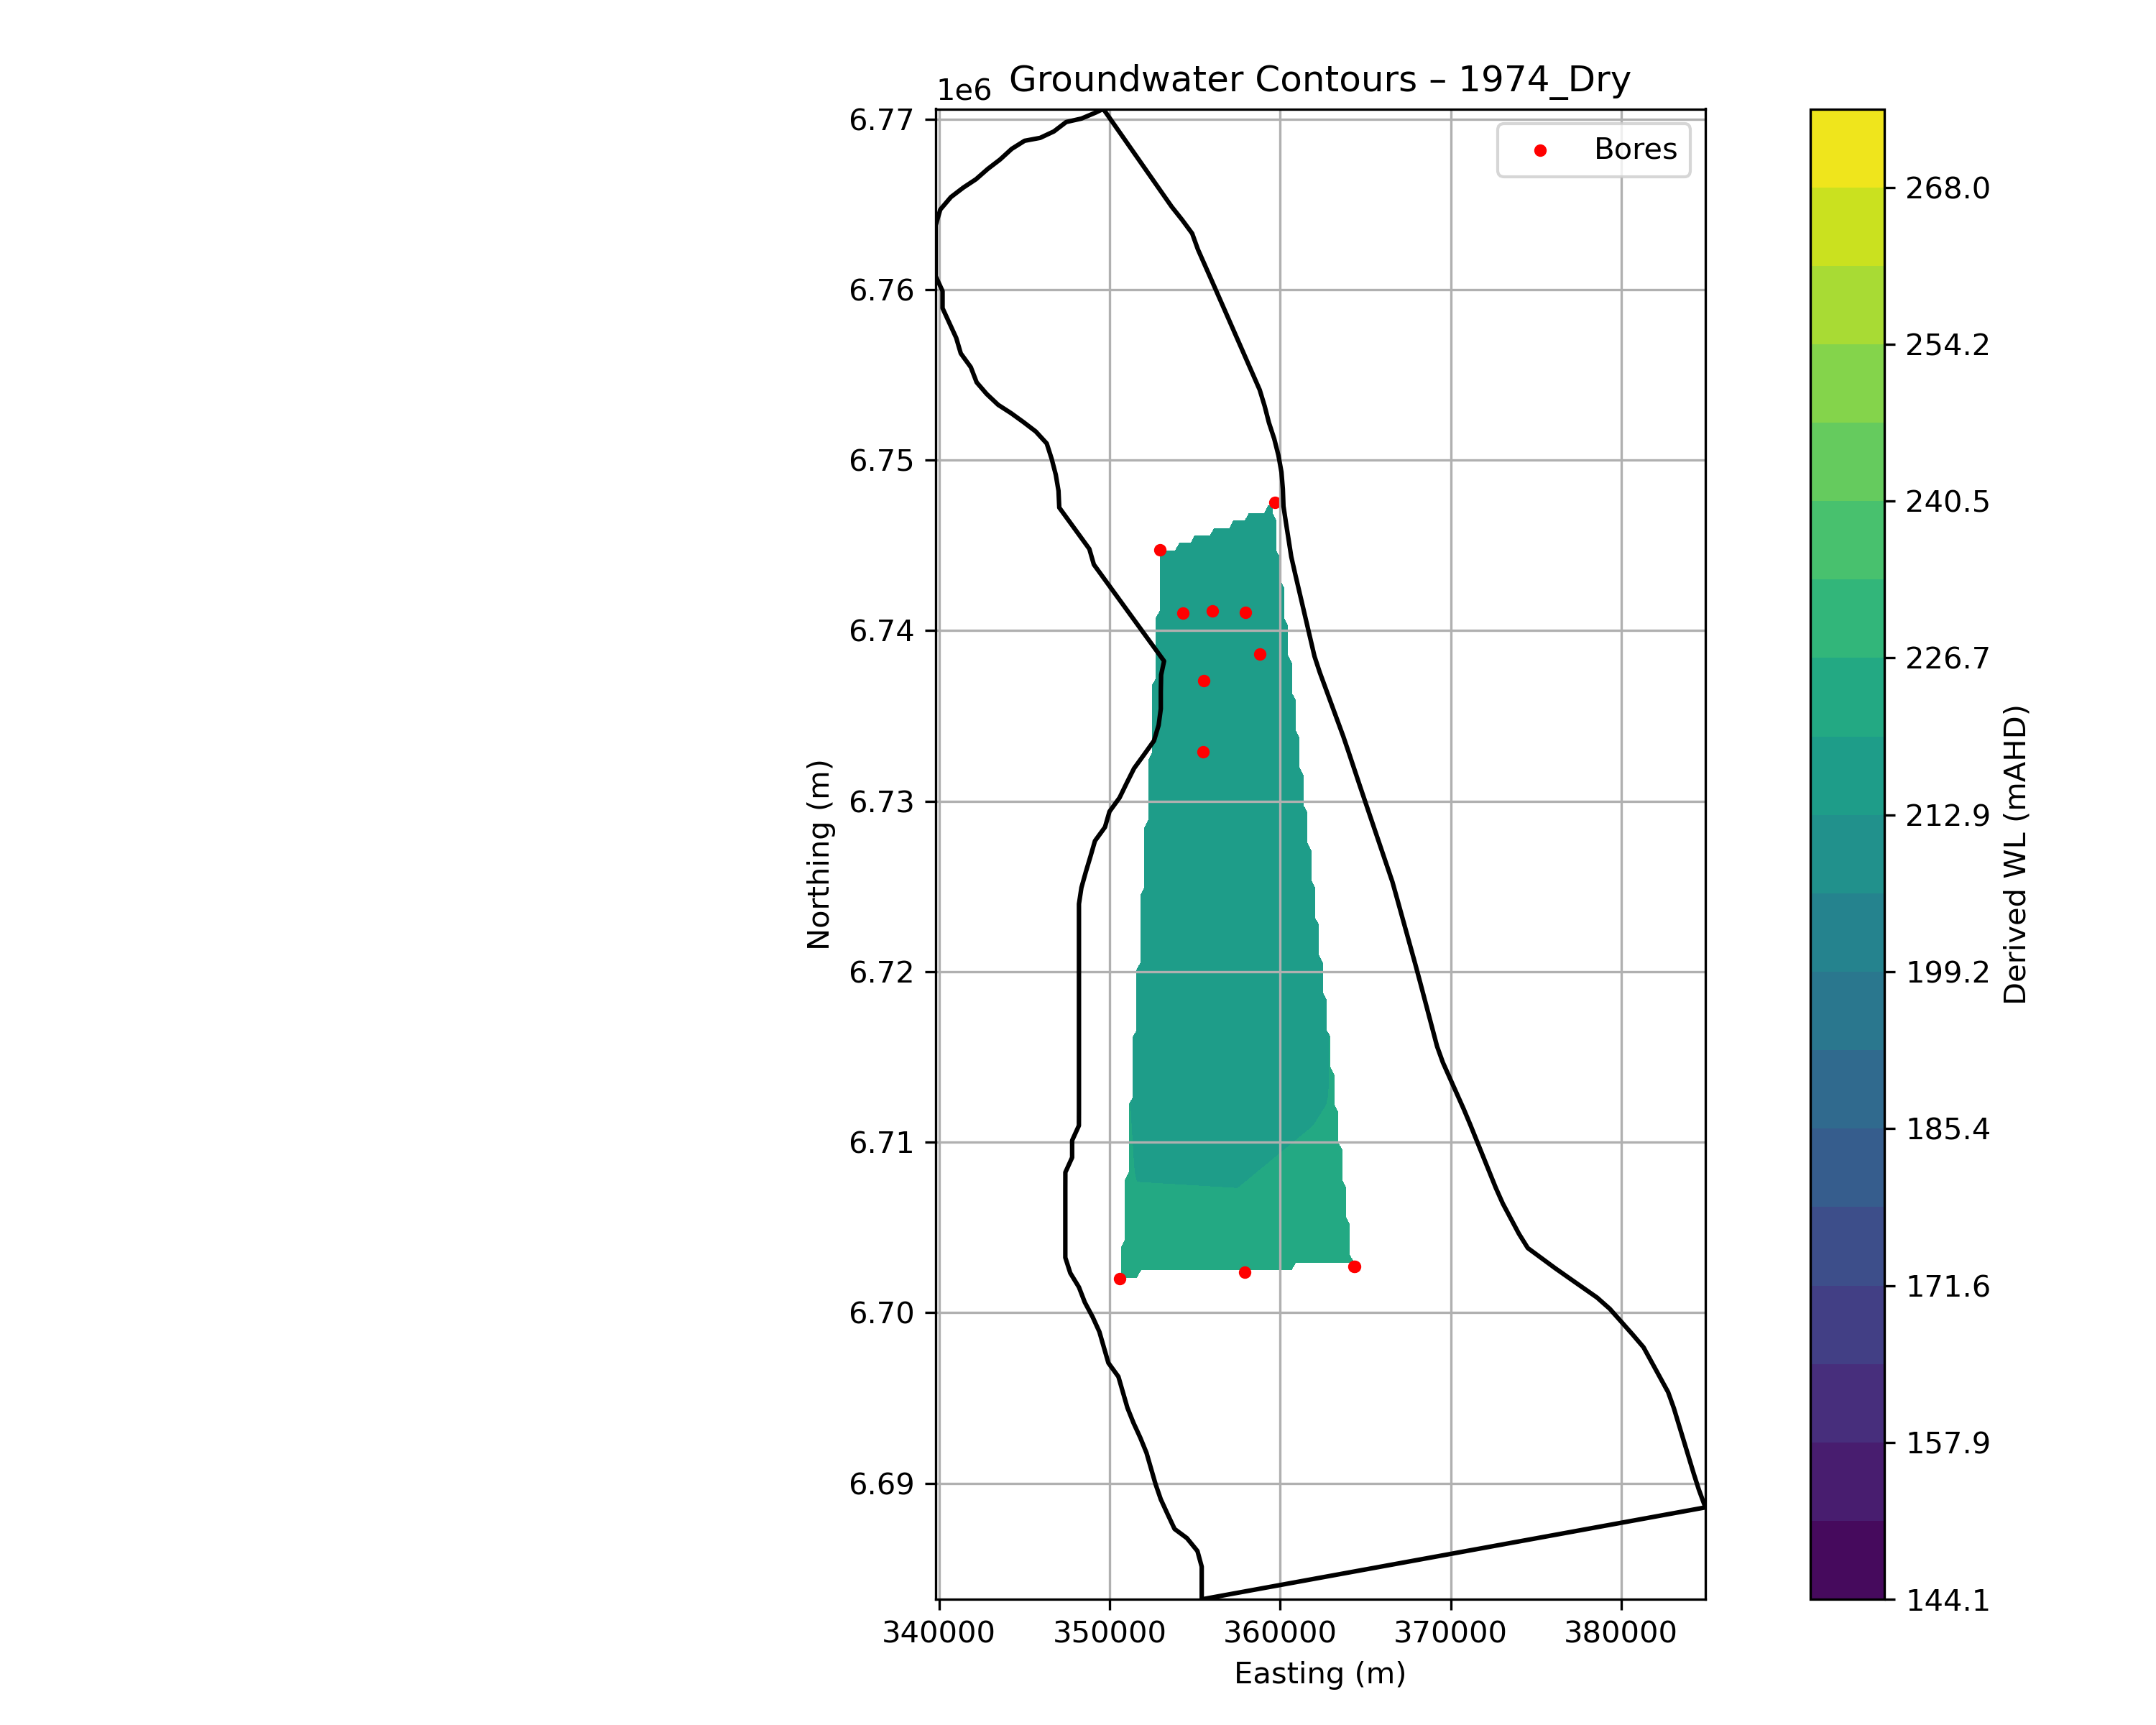 Groundwater Contours – 1974_Dry
1e6
Bores
6.77
6.76
6.75
6.74
6.73
6.72
6.71
6.70
6.69
Northing (m)
340000 350000 360000 370000 380000
Easting (m)
268.0
254.2
240.5
226.7
212.9
199.2
185.4
171.6
157.9
144.1
Derived WL (mAHD)